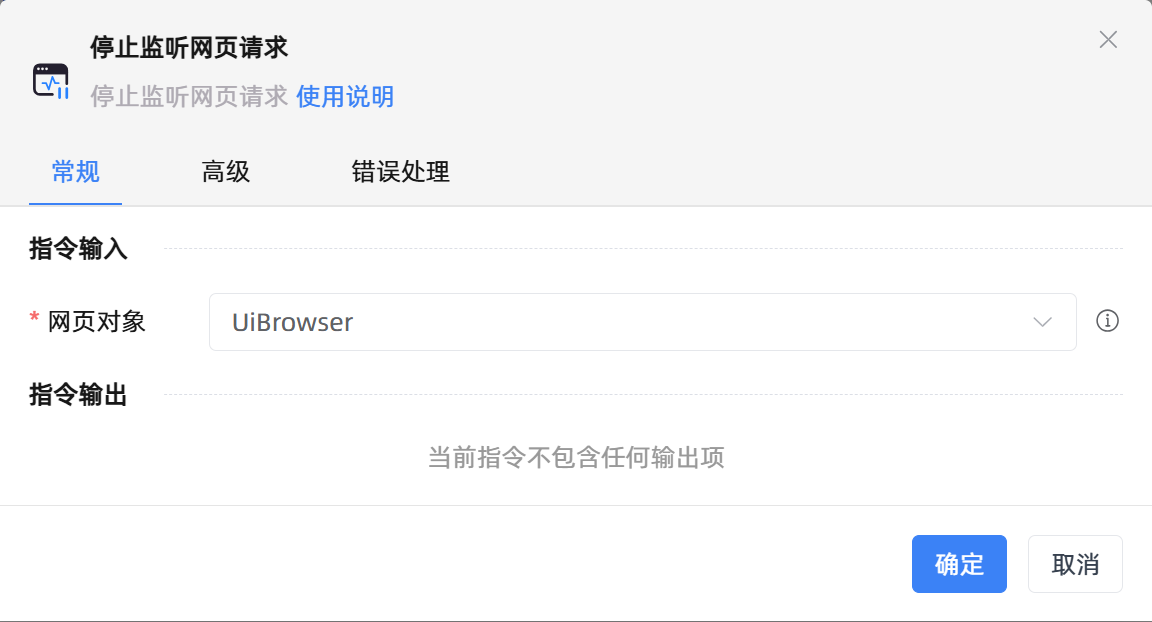 停止监听网页请求
停止监听网页请求 使用说明
常规 高级 错误处理
指令输入
* 网页对象 UiBrowser
指令输出
当前指令不包含任何输出项
确定 取消